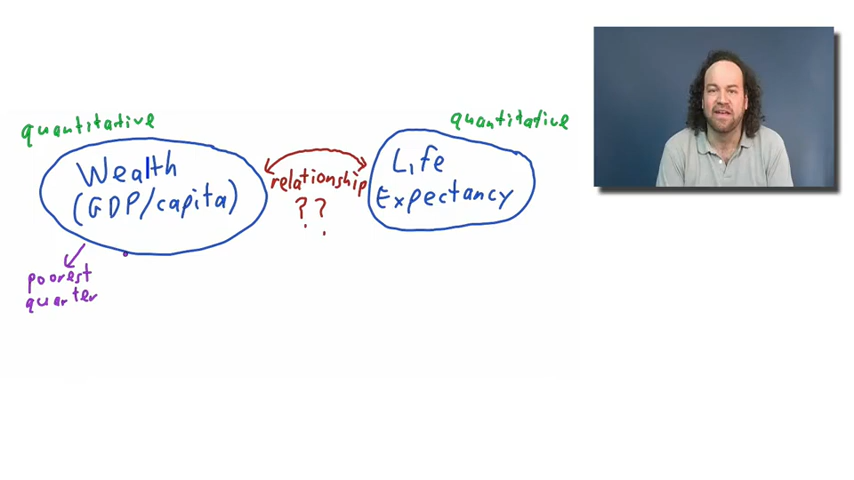 quantitative
quantitative
Wealth
(GDP/capita)
relationship
??
Life
Expectancy
poorest
quarter